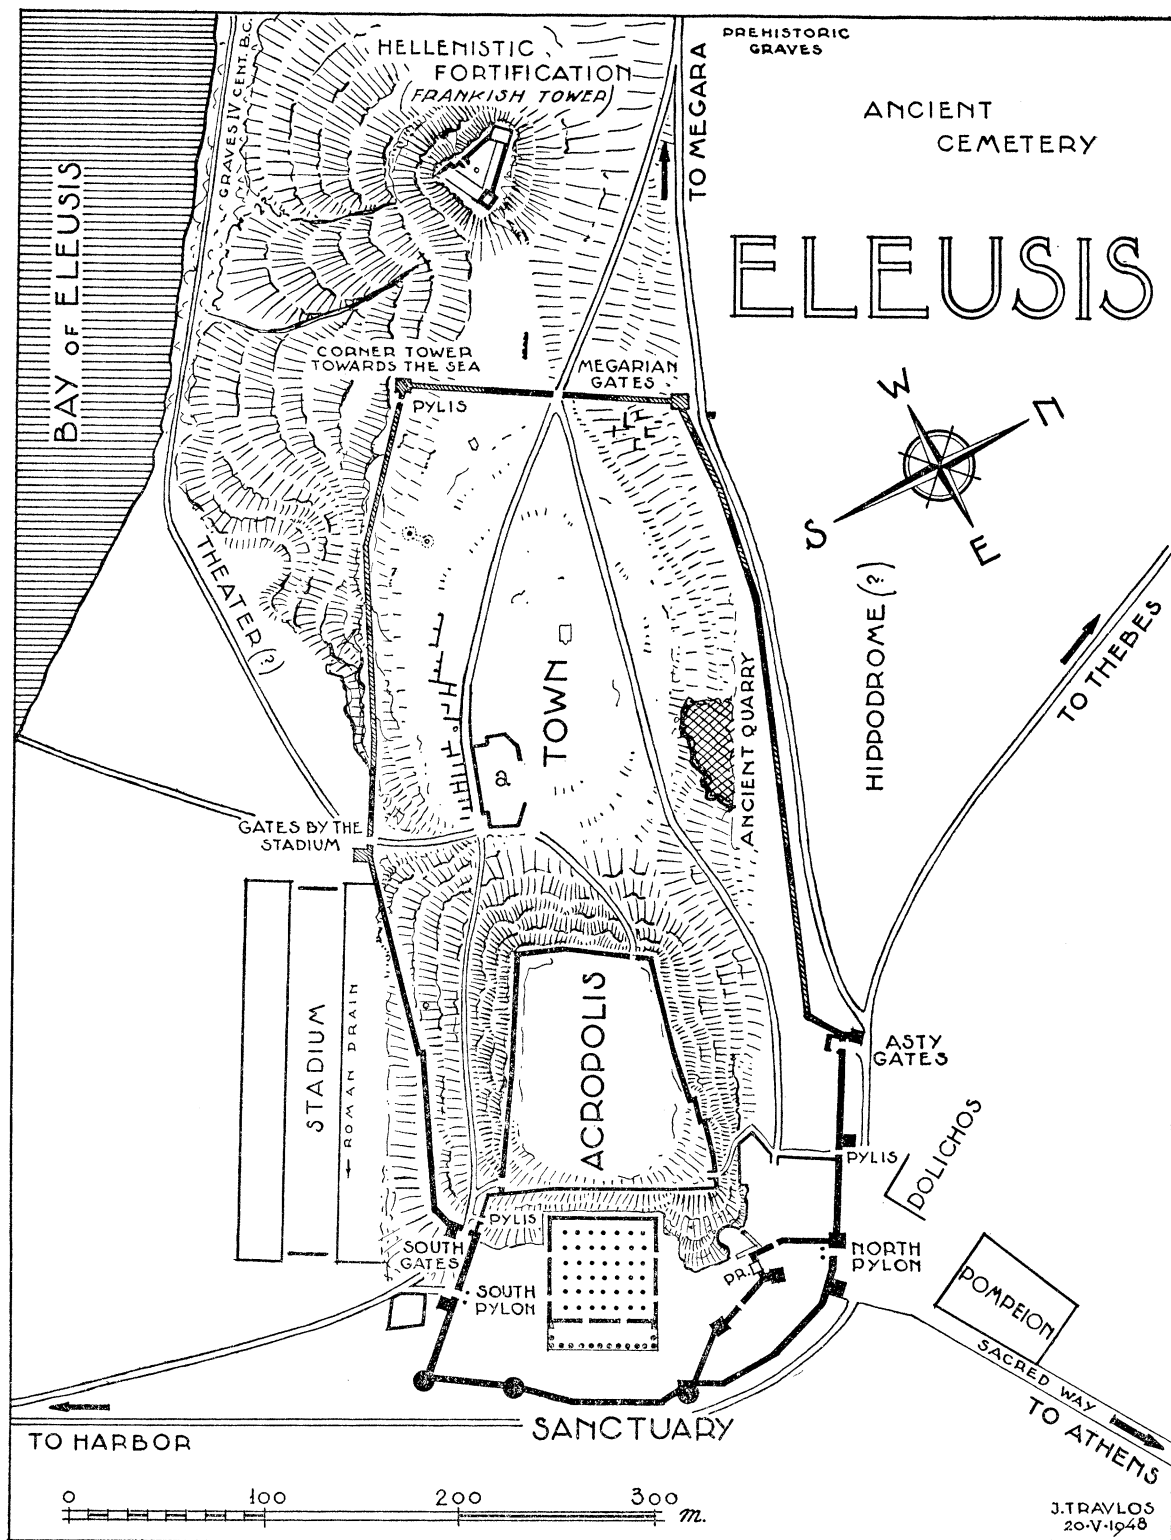 PREHISTORIC
GRAVES
HELLENISTIC
FORTIFICATION
(FRANKISH TOWER)
GRAVES IV CENT. B.C.
TO MEGARA
ANCIENT
CEMETERY
BAY OF ELEUSIS
ELEUSIS
CORNER TOWER
TOWARDS THE SEA
PYLIS
MEGARIAN
GATES
W
N
S
E
THEATER (?)
HIPPODROME (?)
TO THEBES
TOWN
a
ANCIENT QUARRY
GATES BY THE
STADIUM
STADIUM
ROMAN DRAIN
ACROPOLIS
ASTY
GATES
PYLIS
DOLICHOS
PYLIS
SOUTH
GATES
SOUTH
PYLON
PR.
NORTH
PYLON
POMPEION
SACRED WAY
TO ATHENS
SANCTUARY
TO HARBOR
0 100 200 300 m.
J. TRAVLOS
20·V·1948